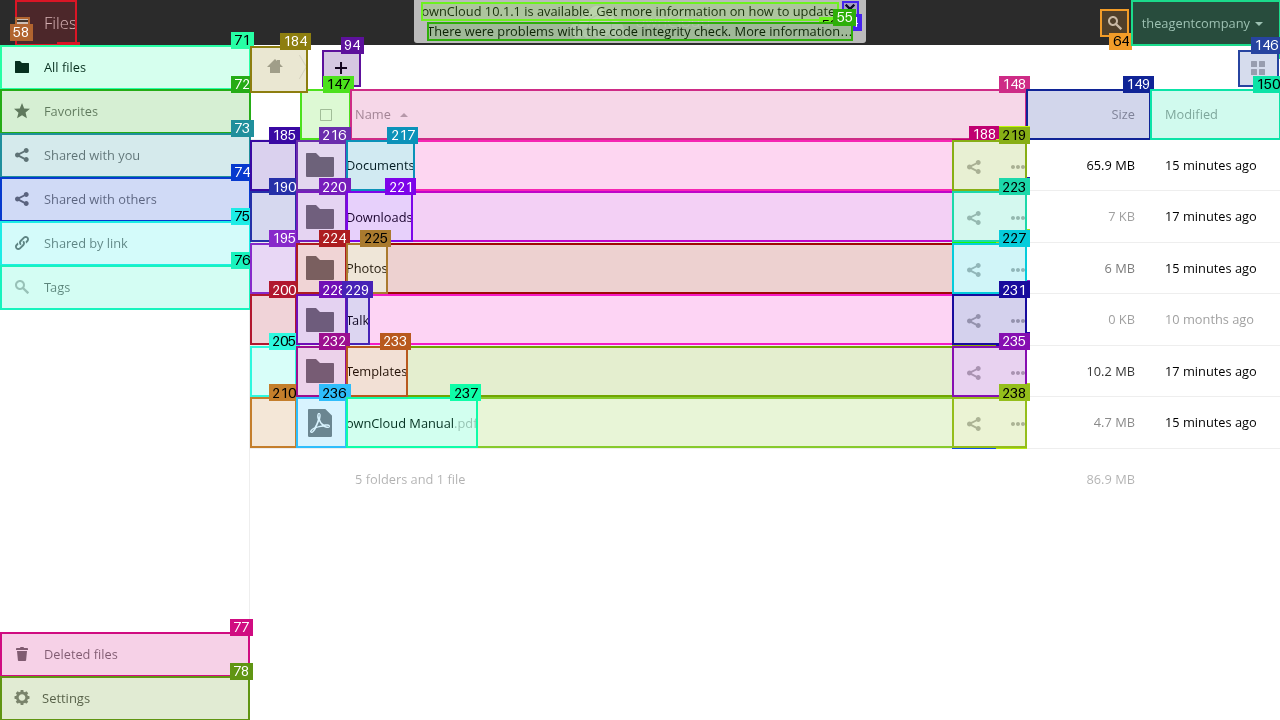 ownCloud 10.1.1 is available. Get more information on how to update.
There were problems with the code integrity check. More information…
55
Files
58
64
theagentcompany
71
184
94
146
All files
+
72
147
148
149
150
Favorites
Name
Size
Modified
73
185
216
217
188
219
Shared with you
Documents
65.9 MB
15 minutes ago
74
190
220
221
223
Shared with others
Downloads
7 KB
17 minutes ago
75
195
224
225
227
Shared by link
Photos
6 MB
15 minutes ago
76
200
228
229
231
Tags
Talk
0 KB
10 months ago
205
232
233
235
Templates
10.2 MB
17 minutes ago
210
236
237
238
ownCloud Manual.pdf
4.7 MB
15 minutes ago
5 folders and 1 file
86.9 MB
77
Deleted files
78
Settings